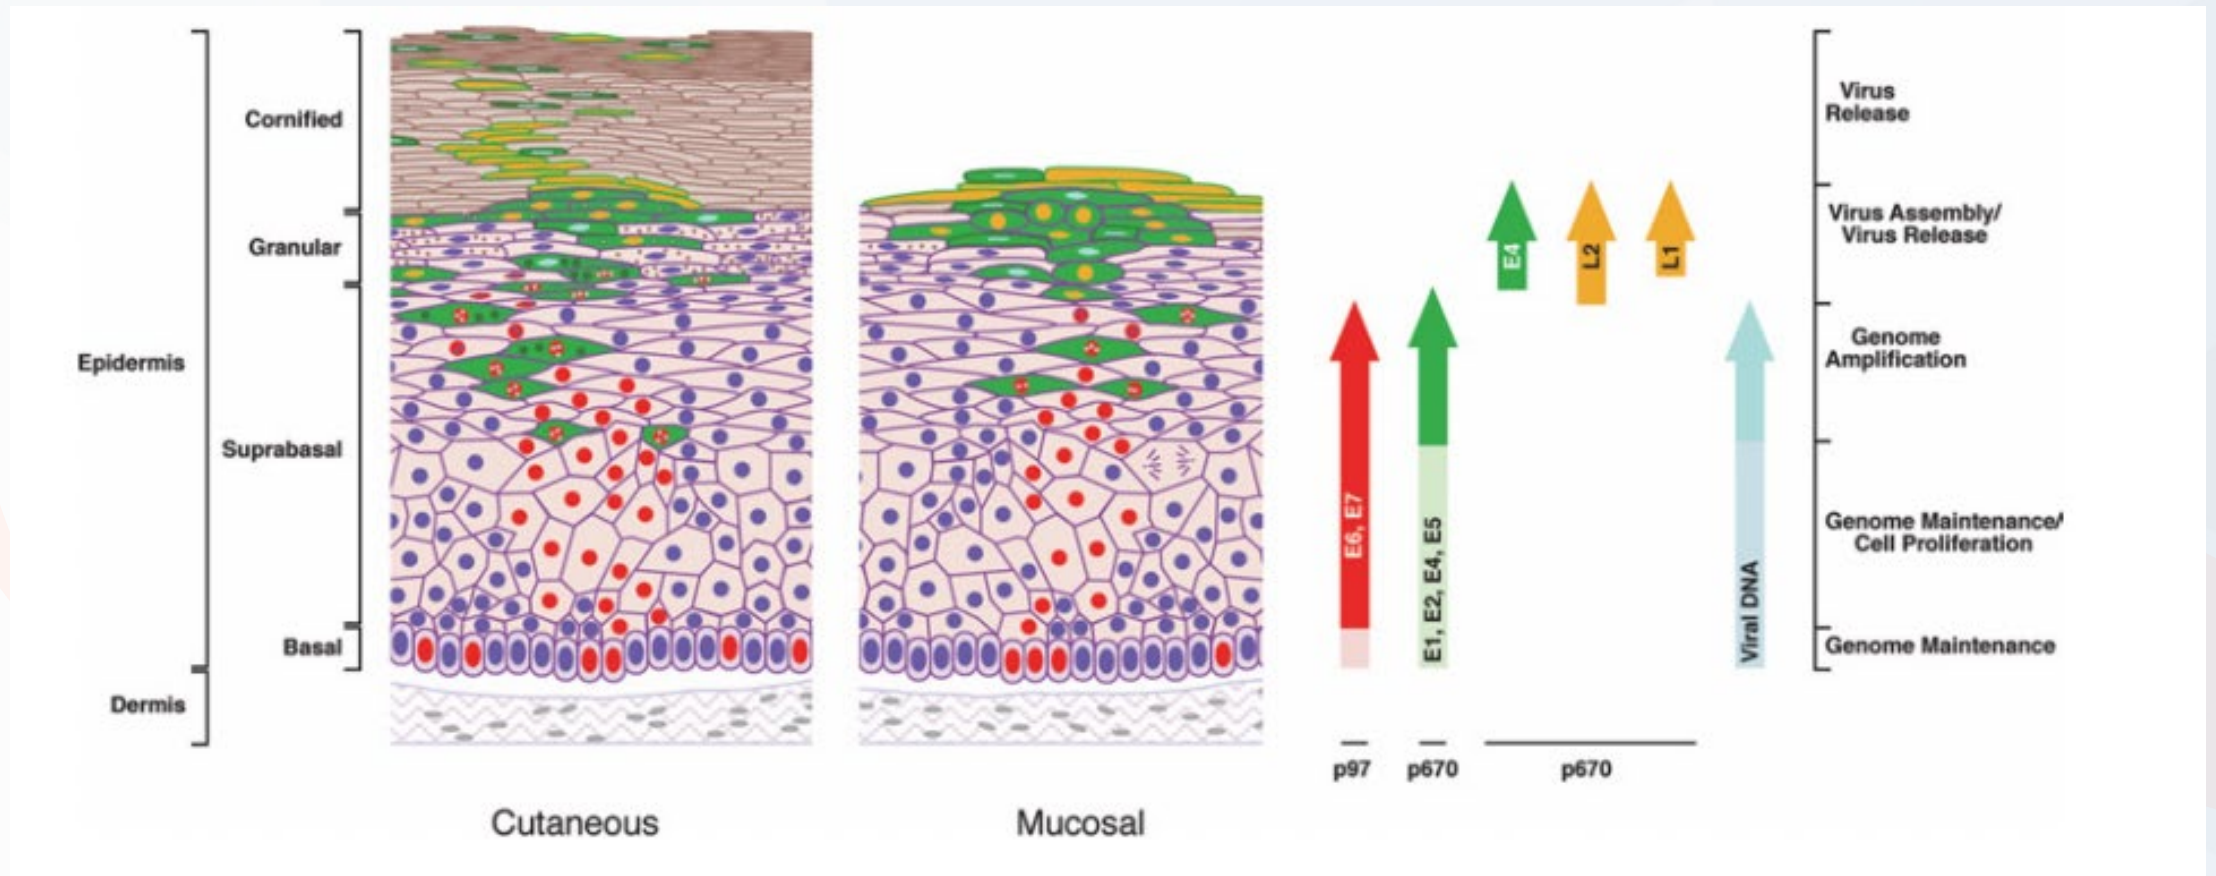 Epidermis
Dermis
Cornified
Granular
Suprabasal
Basal
Cutaneous
Mucosal
E6, E7
E1, E2, E4, E5
E4
L2
L1
Viral DNA
p97
p670
p670
Virus
Release
Virus Assembly/
Virus Release
Genome
Amplification
Genome Maintenance/
Cell Proliferation
Genome Maintenance